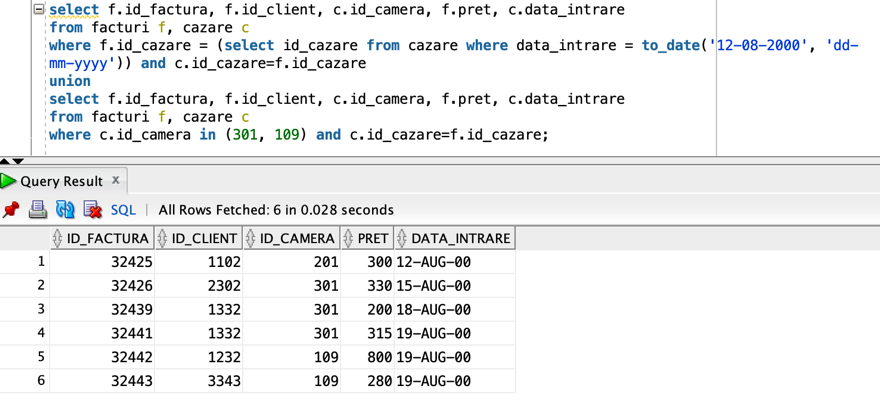 select f.id_factura, f.id_client, c.id_camera, f.pret, c.data_intrare
from facturi f, cazare c
where f.id_cazare = (select id_cazare from cazare where data_intrare = to_date('12-08-2000', 'dd-
mm-yyyy')) and c.id_cazare=f.id_cazare
union
select f.id_factura, f.id_client, c.id_camera, f.pret, c.data_intrare
from facturi f, cazare c
where c.id_camera in (301, 109) and c.id_cazare=f.id_cazare;
Query Result x
SQL | All Rows Fetched: 6 in 0.028 seconds
ID_FACTURA ID_CLIENT ID_CAMERA PRET DATA_INTRARE
1 32425 1102 201 300 12-AUG-00
2 32426 2302 301 330 15-AUG-00
3 32439 1332 301 200 18-AUG-00
4 32441 1332 301 315 19-AUG-00
5 32442 1232 109 800 19-AUG-00
6 32443 3343 109 280 19-AUG-00